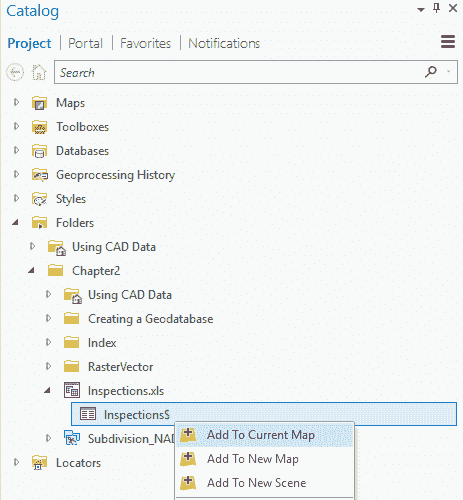 Catalog
Project Portal Favorites Notifications
Search
Maps
Toolboxes
Databases
Geoprocessing History
Styles
Folders
Using CAD Data
Chapter2
Using CAD Data
Creating a Geodatabase
Index
RasterVector
Inspections.xls
Inspections$
Add To Current Map
Subdivision_NAD
Add To New Map
Locators
Add To New Scene